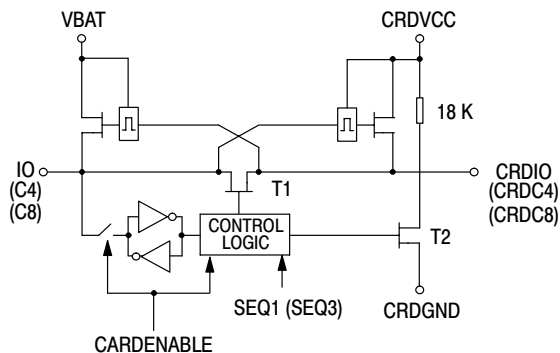 VBAT
CRDVCC
18 K
IO
(C4)
(C8)
T1
CRDIO
(CRDC4)
(CRDC8)
CONTROL
LOGIC
T2
SEQ1 (SEQ3)
CRDGND
CARDENABLE